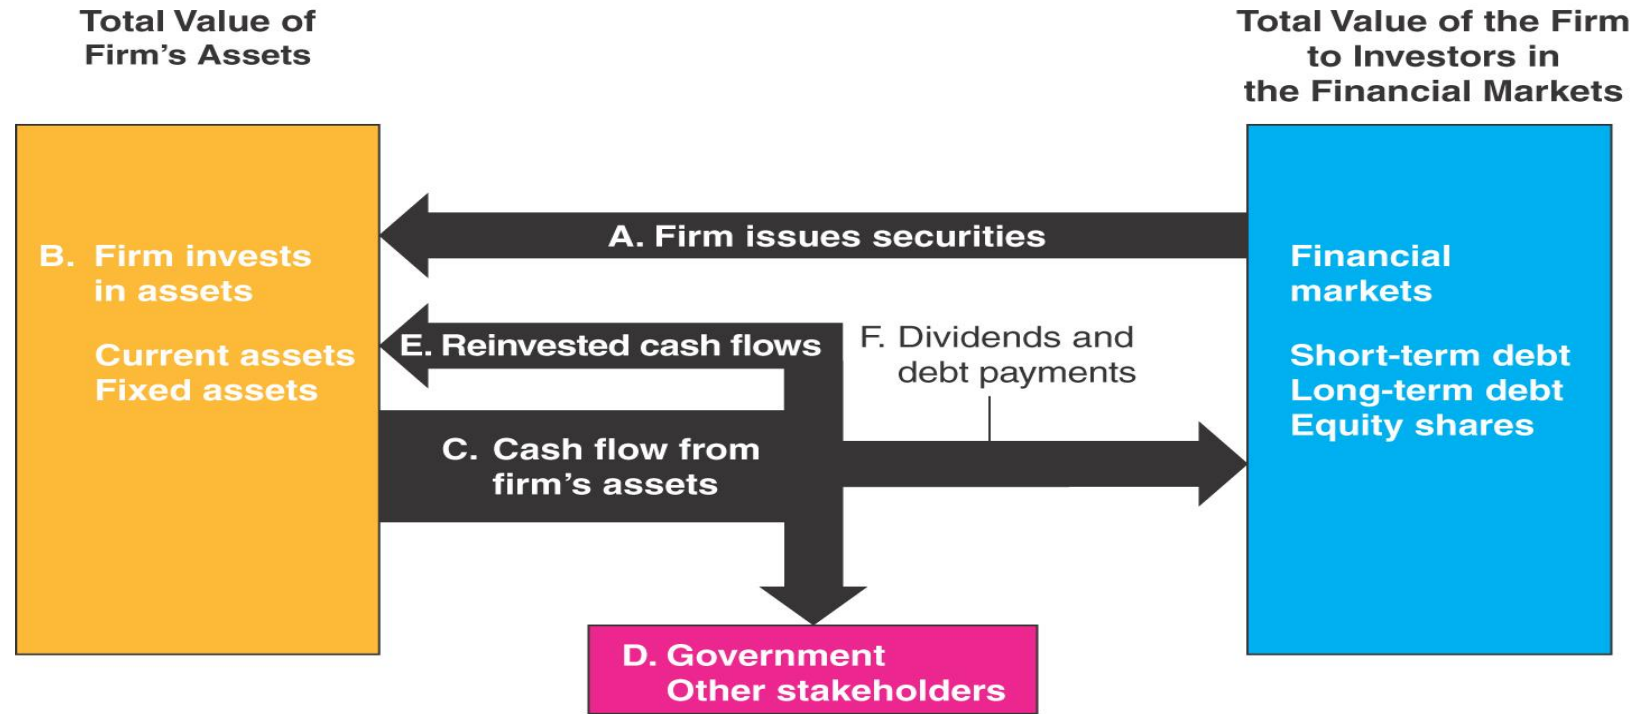 Total Value of
Firm's Assets
Total Value of the Firm
to Investors in
the Financial Markets
A. Firm issues securities
B. Firm invests
in assets
Current assets
Fixed assets
Financial
markets
Short-term debt
Long-term debt
Equity shares
E. Reinvested cash flows
F. Dividends and
debt payments
C. Cash flow from
firm's assets
D. Government
Other stakeholders